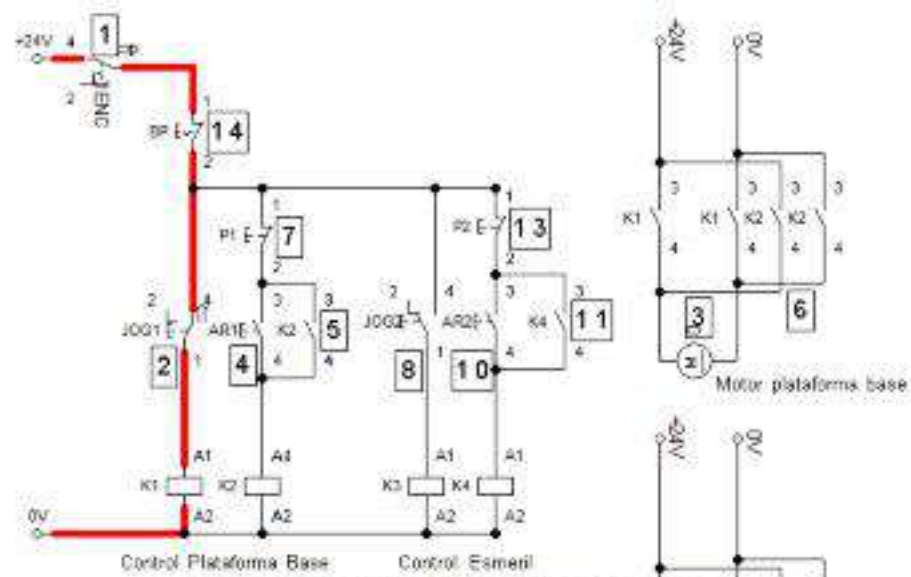 +24V 4 1
2 ENC
1
BP 14
2
1
P1 7
2
1
P2 13
2
2 4
JOG1
2 1
3 3
AR1 K2 5
4 4 4
2 4
JOG2
8 1
3 3
AR2 K4 11
10 4 4
A1 A1 A1 A1
K1 K2 K3 K4
0V A2 A2 A2 A2
Control Plataforma Base Control Esmeril
+24V 0V
3 3 3 3
K1 K1 K2 K2
4 4 4 4
3 6
M
Motor plataforma base
+24V 0V